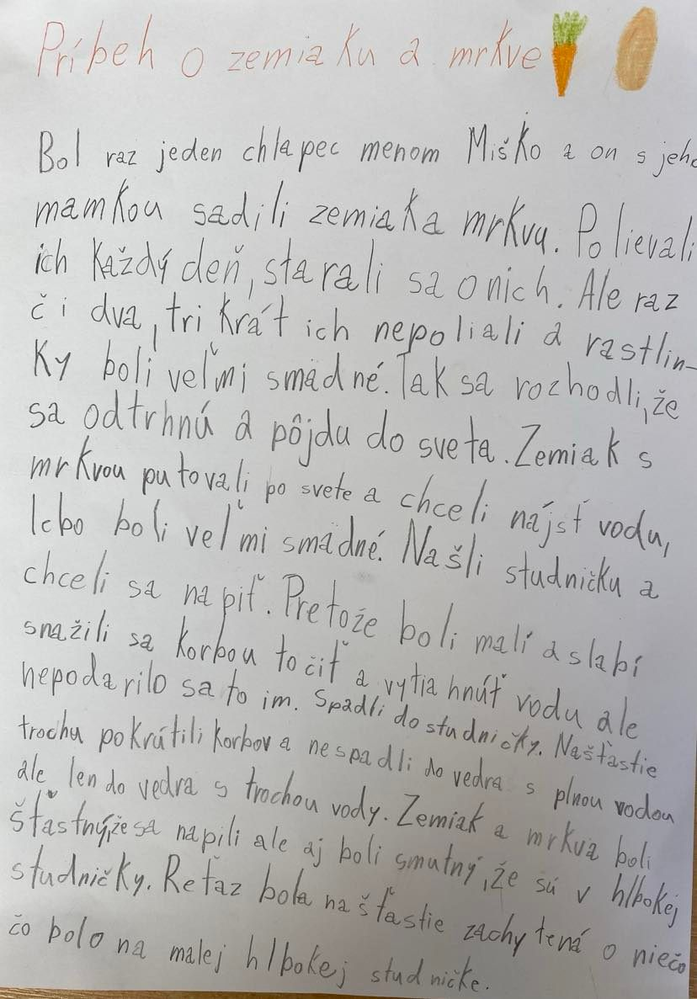 Príbeh o zemiaku a mrkve
Bol raz jeden chlapec menom Miško a on s jeho
mamkou sadili zemiaka mrkvu. Polievali
ich každý deň, starali sa o nich. Ale raz
či dva, tri krát ich nepoliali a rastlin-
ky boli veľmi smädné. Tak sa rozhodli, že
sa odtrhnú a pôjdu do sveta. Zemiak s
mrkvou putovali po svete a chceli nájsť vodu,
lebo boli veľmi smädné. Našli studničku a
chceli sa napiť. Pretože boli malí a slabí
snažili sa korbou točiť a vytiahnúť vodu ale
nepodarilo sa to im. Spadli do studničky. Našťastie
trochu pokrútili korbov a nespadli do vedra s plnou vodou
ale len do vedra s trochou vody. Zemiak a mrkva boli
šťastný, že sa napili ale aj boli smutný, že sú v hlbokej
studničky. Reťaz bola našťastie zachytená o niečo
čo bolo na malej hlbokej studničke.